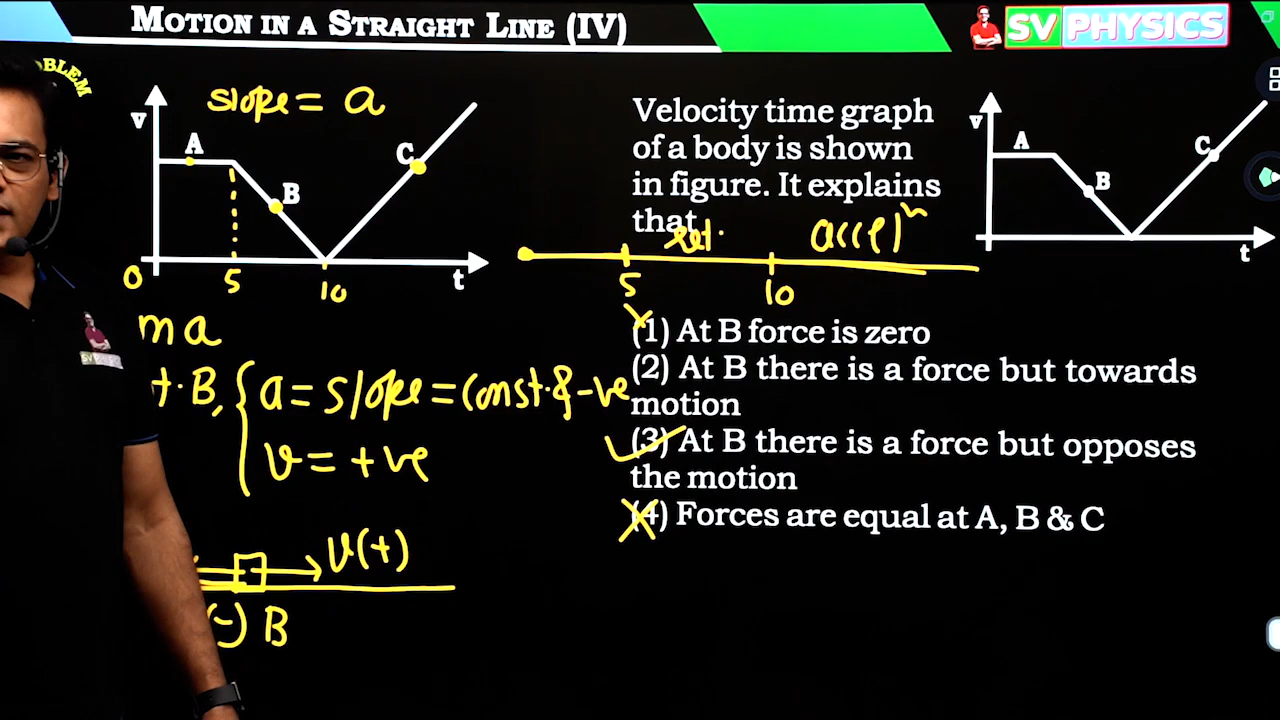 MOTION IN A STRAIGHT LINE (IV)
SV PHYSICS
OBLEM
slope = a
v
A
B
C
0
5
10
t
Velocity time graph
of a body is shown
in figure. It explains
that
ret.
accelⁿ
5
10
v
A
B
C
t
ma
t. B,
a = slope = const. & -ve
v = +ve
v(+)
(-) B
(1) At B force is zero
(2) At B there is a force but towards
motion
(3) At B there is a force but opposes
the motion
(4) Forces are equal at A, B & C